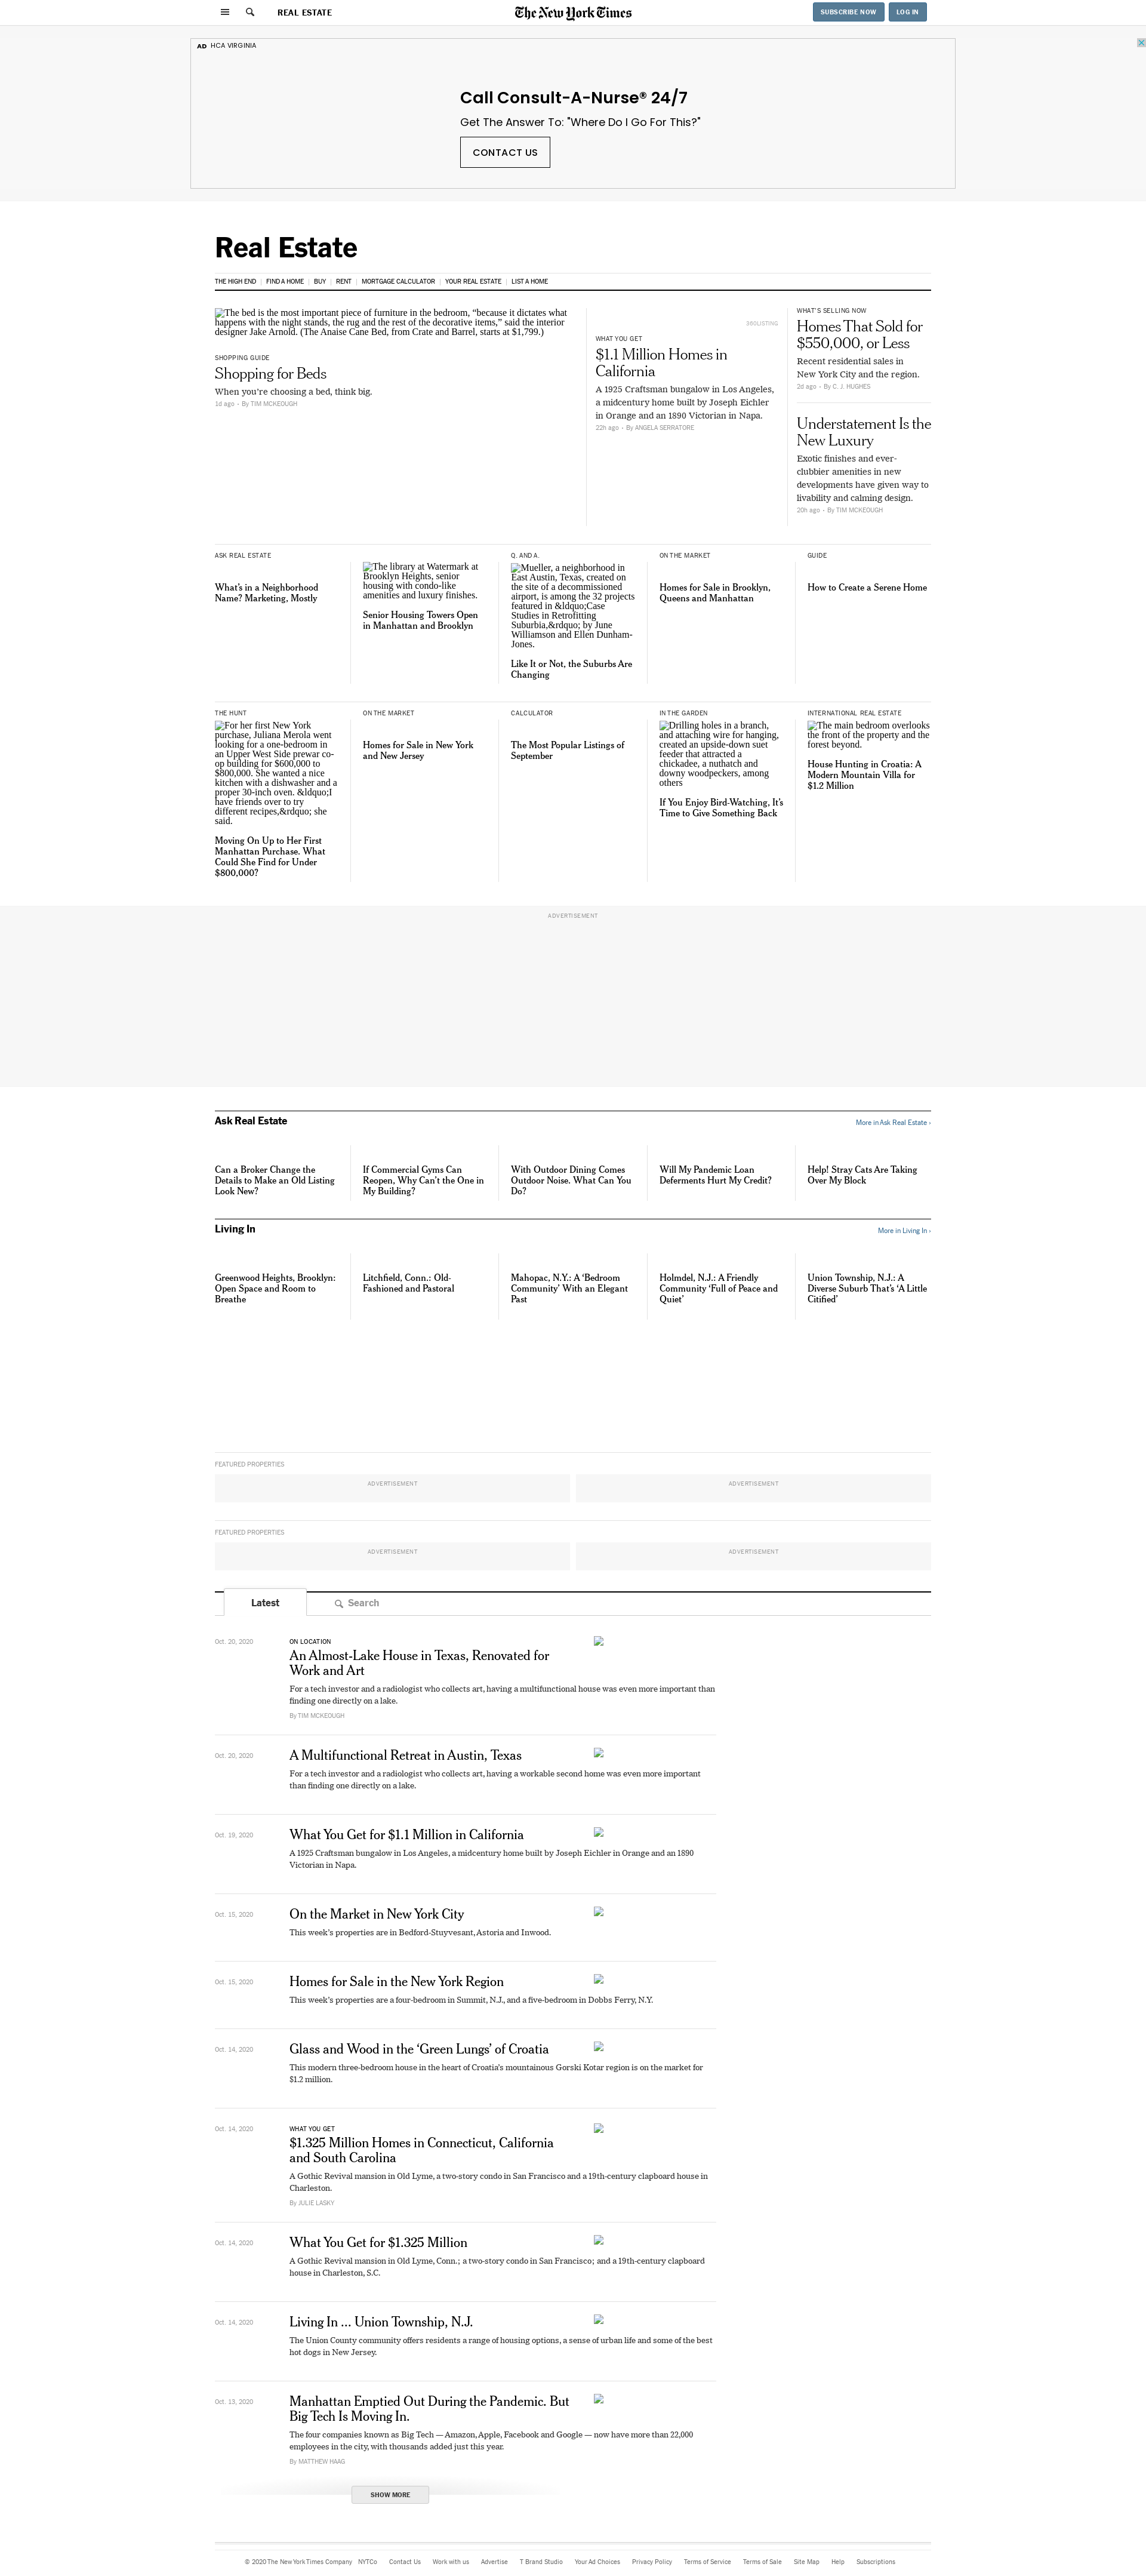 REAL ESTATE
The New York Times
SUBSCRIBE NOW
LOG IN
AD HCA VIRGINIA
Call Consult-A-Nurse® 24/7
Get The Answer To: "Where Do I Go For This?"
CONTACT US
Real Estate
THE HIGH END | FIND A HOME | BUY | RENT | MORTGAGE CALCULATOR | YOUR REAL ESTATE | LIST A HOME
The bed is the most important piece of furniture in the bedroom, “because it dictates what
happens with the night stands, the rug and the rest of the decorative items,” said the interior
designer Jake Arnold. (The Anaise Cane Bed, from Crate and Barrel, starts at $1,799.)
SHOPPING GUIDE
Shopping for Beds
When you’re choosing a bed, think big.
1d ago • By TIM MCKEOUGH
360LISTING
WHAT YOU GET
$1.1 Million Homes in
California
A 1925 Craftsman bungalow in Los Angeles,
a midcentury home built by Joseph Eichler
in Orange and an 1890 Victorian in Napa.
22h ago • By ANGELA SERRATORE
WHAT’S SELLING NOW
Homes That Sold for
$550,000, or Less
Recent residential sales in
New York City and the region.
2d ago • By C. J. HUGHES
Understatement Is the
New Luxury
Exotic finishes and ever-
clubbier amenities in new
developments have given way to
livability and calming design.
20h ago • By TIM MCKEOUGH
ASK REAL ESTATE
What’s in a Neighborhood
Name? Marketing, Mostly
The library at Watermark at
Brooklyn Heights, senior
housing with condo-like
amenities and luxury finishes.
Senior Housing Towers Open
in Manhattan and Brooklyn
Q. AND A.
Mueller, a neighborhood in
East Austin, Texas, created on
the site of a decommissioned
airport, is among the 32 projects
featured in &ldquo;Case
Studies in Retrofitting
Suburbia,&rdquo; by June
Williamson and Ellen Dunham-
Jones.
Like It or Not, the Suburbs Are
Changing
ON THE MARKET
Homes for Sale in Brooklyn,
Queens and Manhattan
GUIDE
How to Create a Serene Home
THE HUNT
For her first New York
purchase, Juliana Merola went
looking for a one-bedroom in
an Upper West Side prewar co-
op building for $600,000 to
$800,000. She wanted a nice
kitchen with a dishwasher and a
proper 30-inch oven. &ldquo;I
have friends over to try
different recipes,&rdquo; she
said.
Moving On Up to Her First
Manhattan Purchase. What
Could She Find for Under
$800,000?
ON THE MARKET
Homes for Sale in New York
and New Jersey
CALCULATOR
The Most Popular Listings of
September
IN THE GARDEN
Drilling holes in a branch,
and attaching wire for hanging,
created an upside-down suet
feeder that attracted a
chickadee, a nuthatch and
downy woodpeckers, among
others
If You Enjoy Bird-Watching, It’s
Time to Give Something Back
INTERNATIONAL REAL ESTATE
The main bedroom overlooks
the front of the property and the
forest beyond.
House Hunting in Croatia: A
Modern Mountain Villa for
$1.2 Million
ADVERTISEMENT
Ask Real Estate
More in Ask Real Estate ›
Can a Broker Change the
Details to Make an Old Listing
Look New?
If Commercial Gyms Can
Reopen, Why Can’t the One in
My Building?
With Outdoor Dining Comes
Outdoor Noise. What Can You
Do?
Will My Pandemic Loan
Deferments Hurt My Credit?
Help! Stray Cats Are Taking
Over My Block
Living In
More in Living In ›
Greenwood Heights, Brooklyn:
Open Space and Room to
Breathe
Litchfield, Conn.: Old-
Fashioned and Pastoral
Mahopac, N.Y.: A ‘Bedroom
Community’ With an Elegant
Past
Holmdel, N.J.: A Friendly
Community ‘Full of Peace and
Quiet’
Union Township, N.J.: A
Diverse Suburb That’s ‘A Little
Citified’
FEATURED PROPERTIES
ADVERTISEMENT
ADVERTISEMENT
FEATURED PROPERTIES
ADVERTISEMENT
ADVERTISEMENT
Latest
Search
Oct. 20, 2020
ON LOCATION
An Almost-Lake House in Texas, Renovated for
Work and Art
For a tech investor and a radiologist who collects art, having a multifunctional house was even more important than
finding one directly on a lake.
By TIM MCKEOUGH
Oct. 20, 2020
A Multifunctional Retreat in Austin, Texas
For a tech investor and a radiologist who collects art, having a workable second home was even more important
than finding one directly on a lake.
Oct. 19, 2020
What You Get for $1.1 Million in California
A 1925 Craftsman bungalow in Los Angeles, a midcentury home built by Joseph Eichler in Orange and an 1890
Victorian in Napa.
Oct. 15, 2020
On the Market in New York City
This week’s properties are in Bedford-Stuyvesant, Astoria and Inwood.
Oct. 15, 2020
Homes for Sale in the New York Region
This week’s properties are a four-bedroom in Summit, N.J., and a five-bedroom in Dobbs Ferry, N.Y.
Oct. 14, 2020
Glass and Wood in the ‘Green Lungs’ of Croatia
This modern three-bedroom house in the heart of Croatia’s mountainous Gorski Kotar region is on the market for
$1.2 million.
Oct. 14, 2020
WHAT YOU GET
$1.325 Million Homes in Connecticut, California
and South Carolina
A Gothic Revival mansion in Old Lyme, a two-story condo in San Francisco and a 19th-century clapboard house in
Charleston.
By JULIE LASKY
Oct. 14, 2020
What You Get for $1.325 Million
A Gothic Revival mansion in Old Lyme, Conn.; a two-story condo in San Francisco; and a 19th-century clapboard
house in Charleston, S.C.
Oct. 14, 2020
Living In ... Union Township, N.J.
The Union County community offers residents a range of housing options, a sense of urban life and some of the best
hot dogs in New Jersey.
Oct. 13, 2020
Manhattan Emptied Out During the Pandemic. But
Big Tech Is Moving In.
The four companies known as Big Tech — Amazon, Apple, Facebook and Google — now have more than 22,000
employees in the city, with thousands added just this year.
By MATTHEW HAAG
SHOW MORE
© 2020 The New York Times Company NYTCo Contact Us Work with us Advertise T Brand Studio Your Ad Choices Privacy Policy Terms of Service Terms of Sale Site Map Help Subscriptions